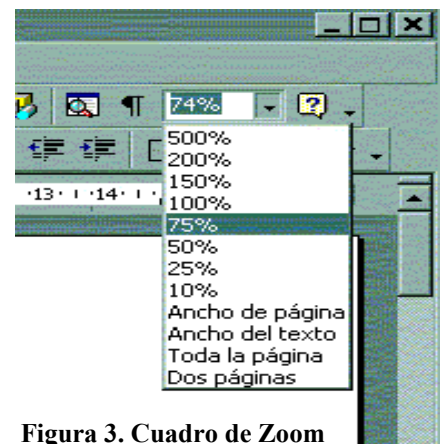 74%
500%
200%
150%
·13· ı ·14· ı ·
100%
75%
50%
25%
10%
Ancho de página
Ancho del texto
Toda la página
Dos páginas
Figura 3. Cuadro de Zoom